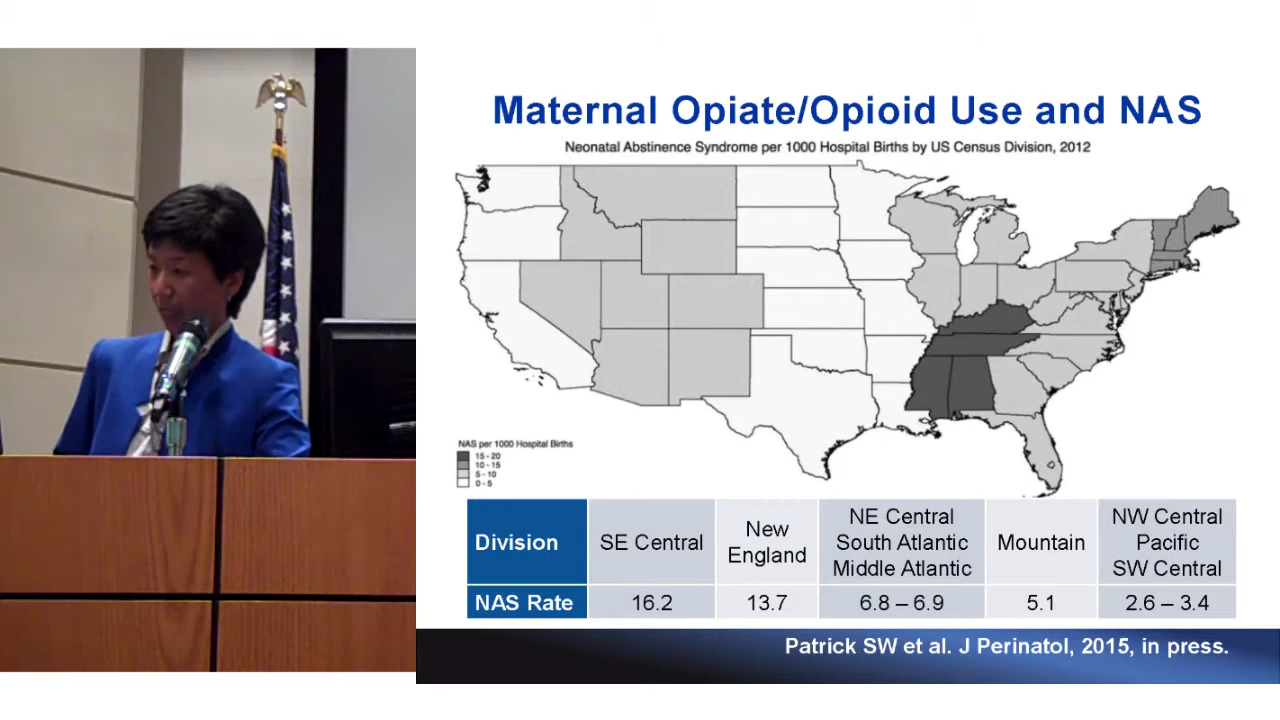 Maternal Opiate/Opioid Use and NAS
Neonatal Abstinence Syndrome per 1000 Hospital Births by US Census Division, 2012
NAS per 1000 Hospital Births
15 - 20
10 - 15
5 - 10
0 - 5
Division
SE Central
New
England
NE Central
South Atlantic
Middle Atlantic
Mountain
NW Central
Pacific
SW Central
NAS Rate
16.2
13.7
6.8 – 6.9
5.1
2.6 – 3.4
Patrick SW et al. J Perinatol, 2015, in press.